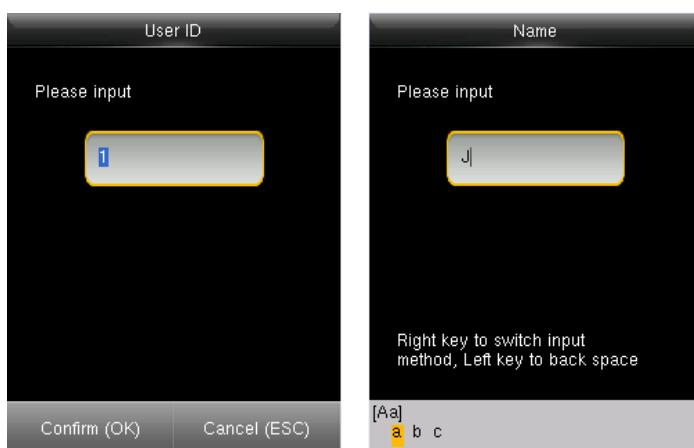 User ID
Please input
1
Confirm (OK) Cancel (ESC)
Name
Please input
J
Right key to switch input
method, Left key to back space
[Aa]
a b c